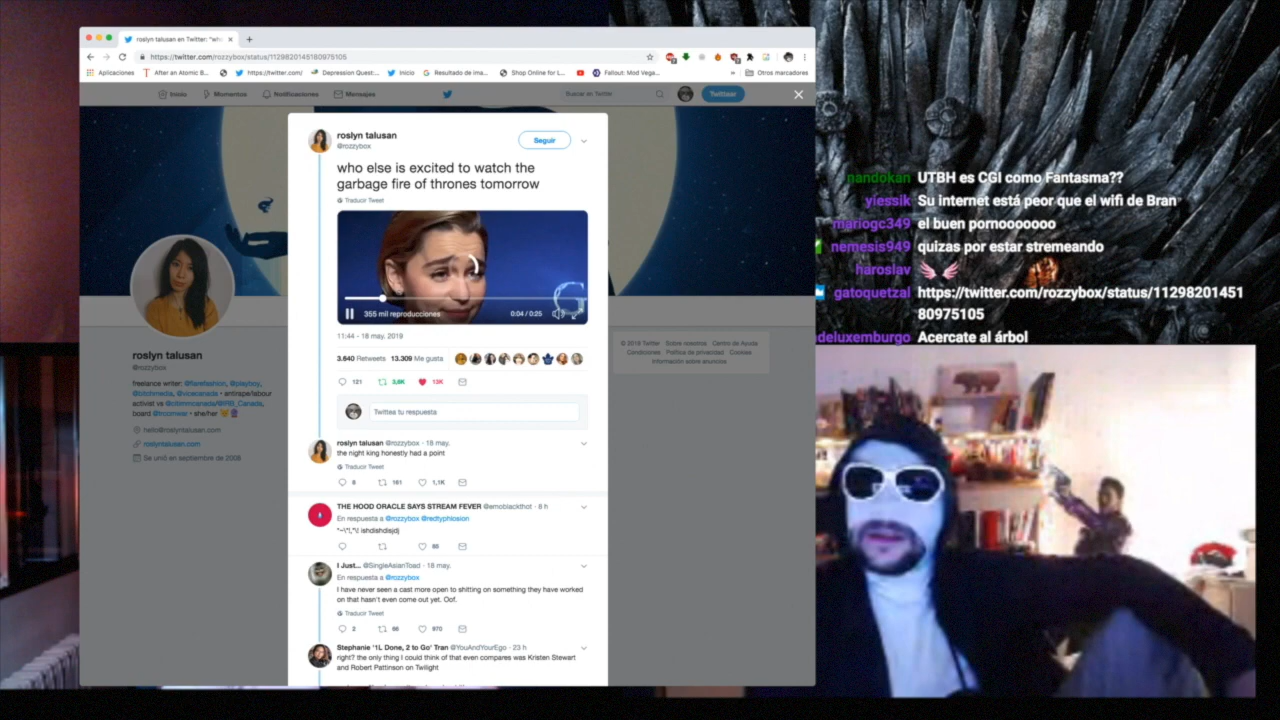 roslyn talusan en Twitter: "who
https://twitter.com/rozzybox/status/1129820145180975105
Aplicaciones
After an Atomic B...
https://twitter.com/
Depression Quest:...
Inicio
Resultado de ima...
Shop Online for L...
Fallout: Mod Vega...
Otros marcadores
Inicio
Momentos
Notificaciones
Mensajes
Buscar en Twitter
Twittear
roslyn talusan
@rozzybox
Seguir
who else is excited to watch the
garbage fire of thrones tomorrow
Traducir Tweet
355 mil reproducciones
0:04 / 0:25
11:44 - 18 may. 2019
3.640 Retweets 13.309 Me gusta
121
3,6K
13K
Twittea tu respuesta
roslyn talusan @rozzybox · 18 may.
the night king honestly had a point
Traducir Tweet
8
161
1,1K
THE HOOD ORACLE SAYS STREAM FEVER @emoblackthot · 8 h
En respuesta a @rozzybox @redtyphlosion
88
I Just... @SingleAsianToad · 18 may.
En respuesta a @rozzybox
I have never seen a cast more open to shitting on something they have worked
on that hasn't even come out yet. Oof.
Traducir Tweet
2
66
970
Stephanie '1L Done, 2 to Go' Tran @YouAndYourEgo · 23 h
right? the only thing I could think of that even compares was Kristen Stewart
and Robert Pattinson on Twilight
roslyn talusan
@rozzybox
freelance writer: @flarefashion, @playboy,
@bitchmedia, @vicecanada • antirape/labour
board @trccmwar • she/her
hello@roslyntalusan.com
roslyntalusan.com
Se unió en septiembre de 2008
© 2019 Twitter Sobre nosotros Centro de Ayuda
Condiciones Política de privacidad Cookies
Información sobre anuncios
nandokan UTBH es CGI como Fantasma??
yiessik Su internet está peor que el wifi de Bran
mariogc349 el buen pornooooooo
nemesis949 quizas por estar stremeando
haroslav
gatoquetzal https://twitter.com/rozzybox/status/11298201451
80975105
deluxemburgo Acercate al árbol